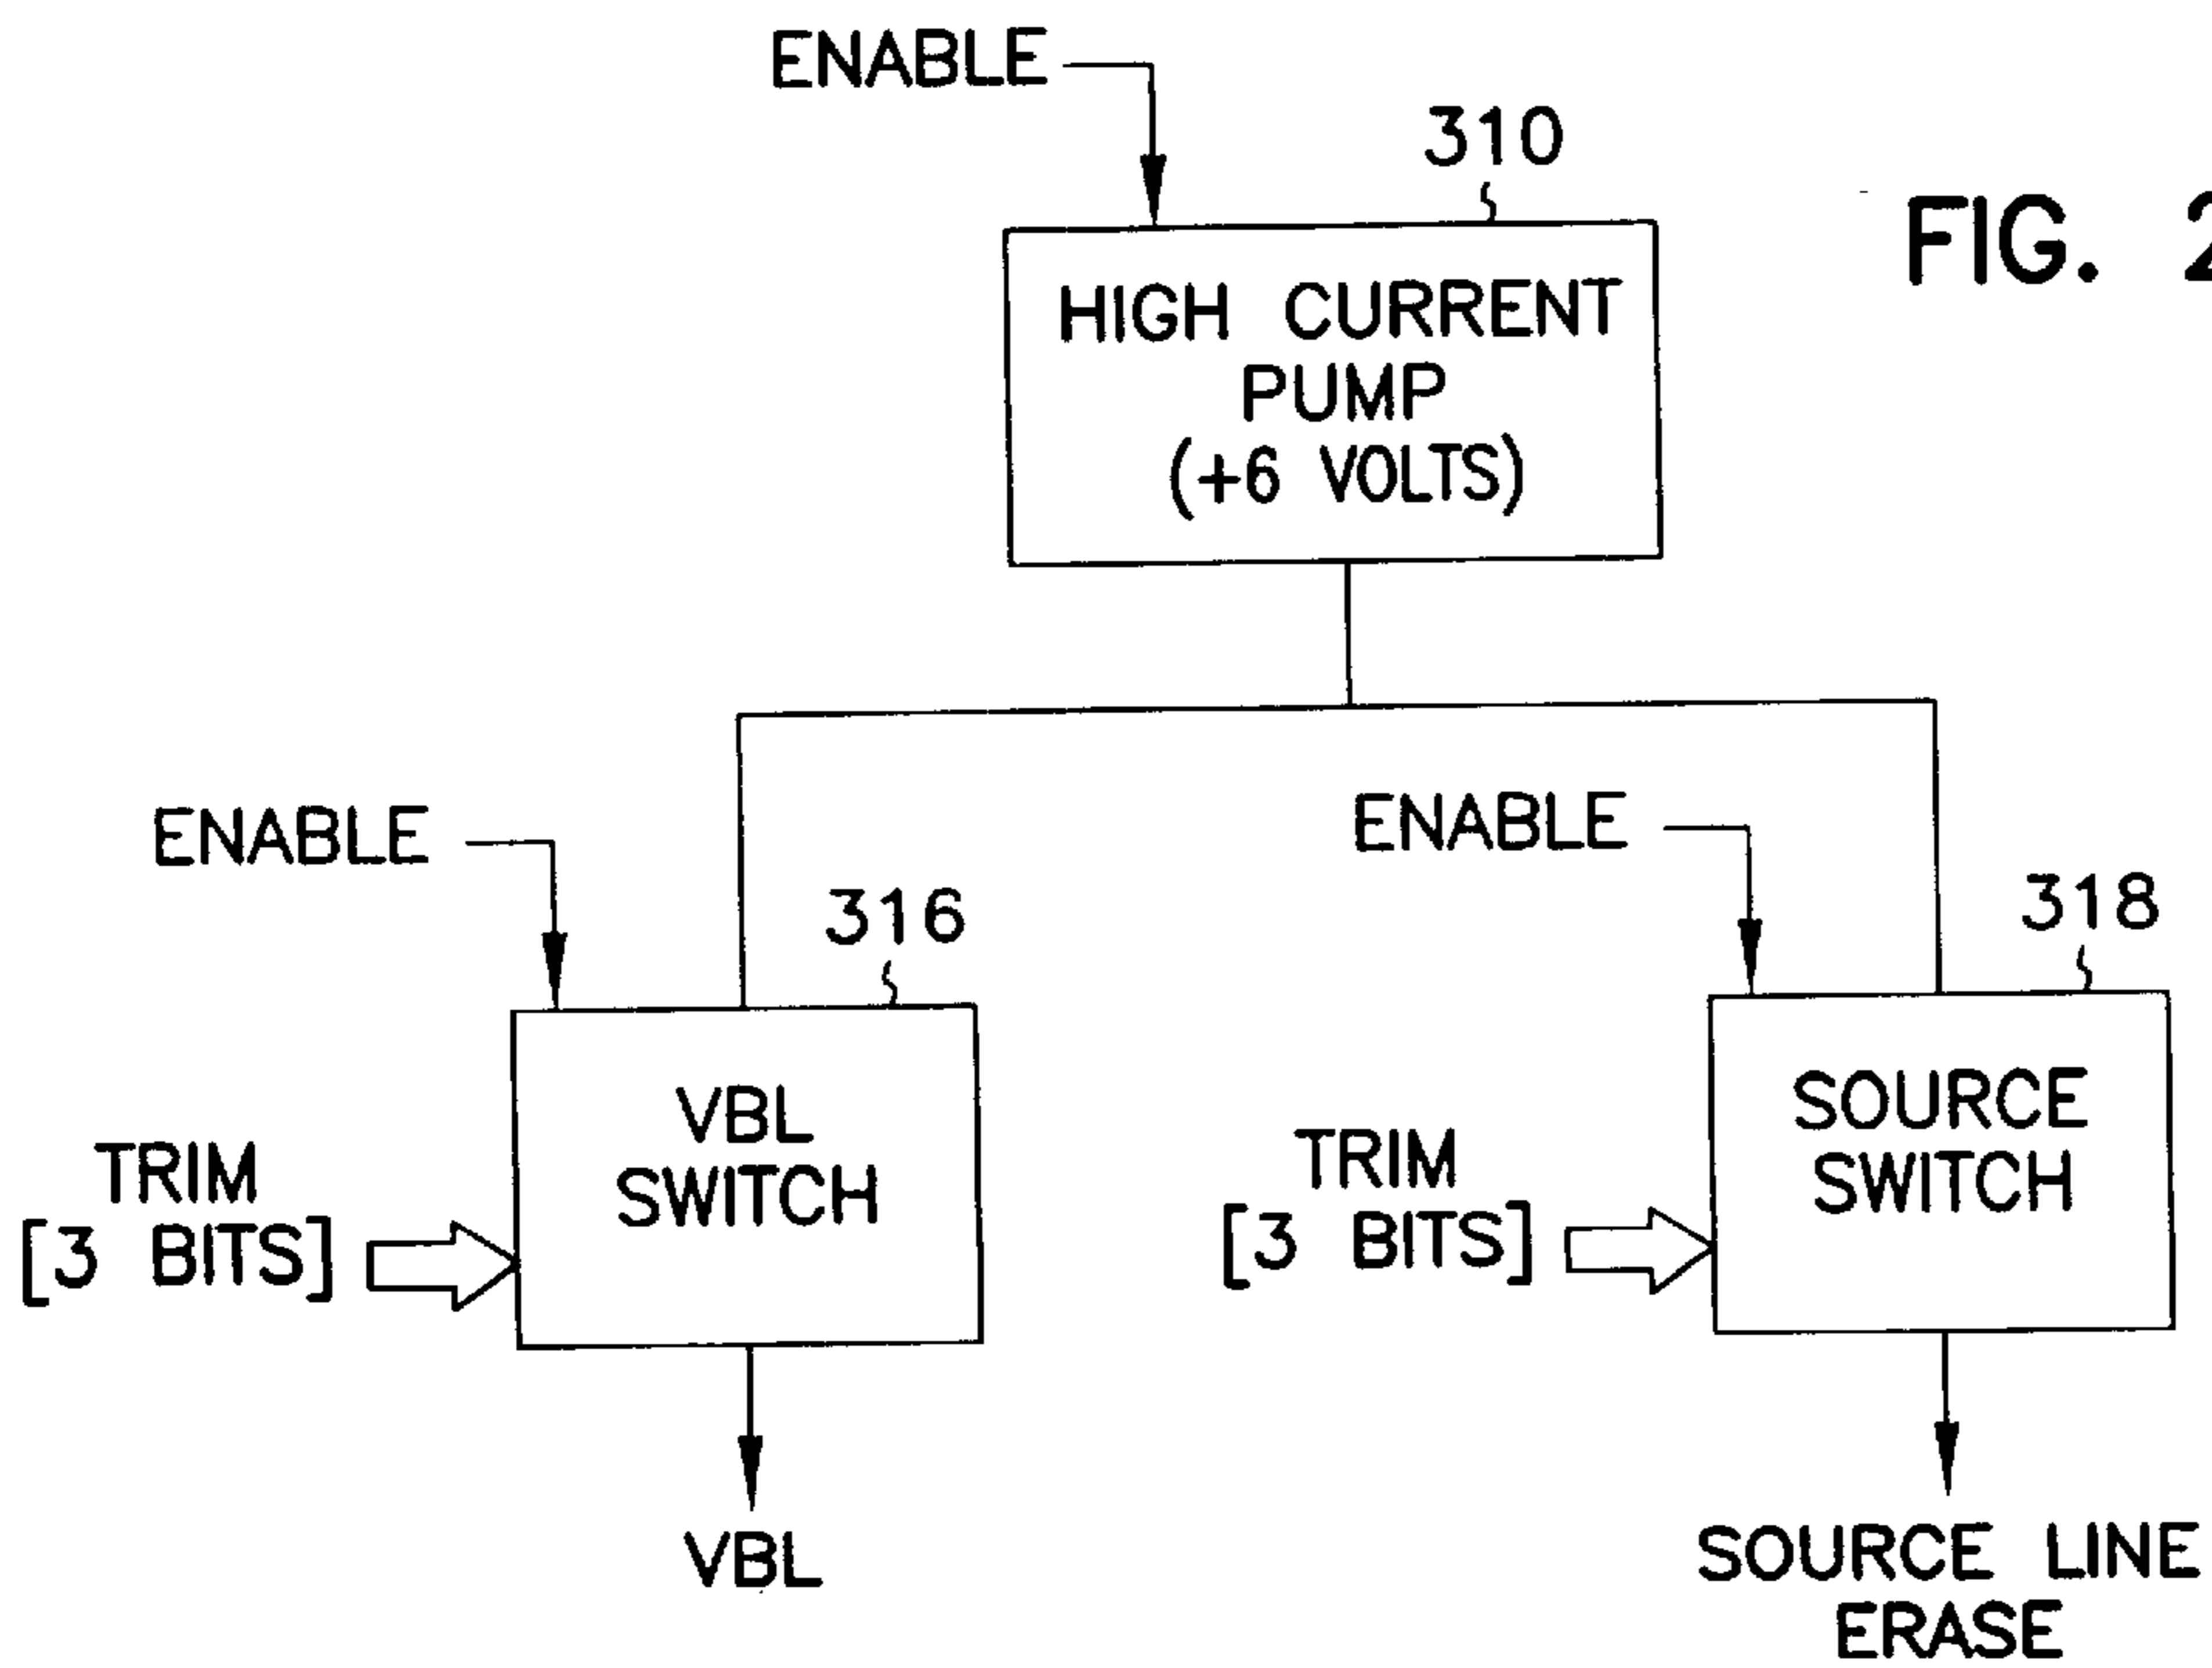 ENABLE
310
FIG. 2
HIGH CURRENT
PUMP
(+6 VOLTS)
ENABLE
316
ENABLE
318
VBL
SWITCH
TRIM
[3 BITS]
SOURCE
SWITCH
TRIM
[3 BITS]
VBL
SOURCE LINE
ERASE